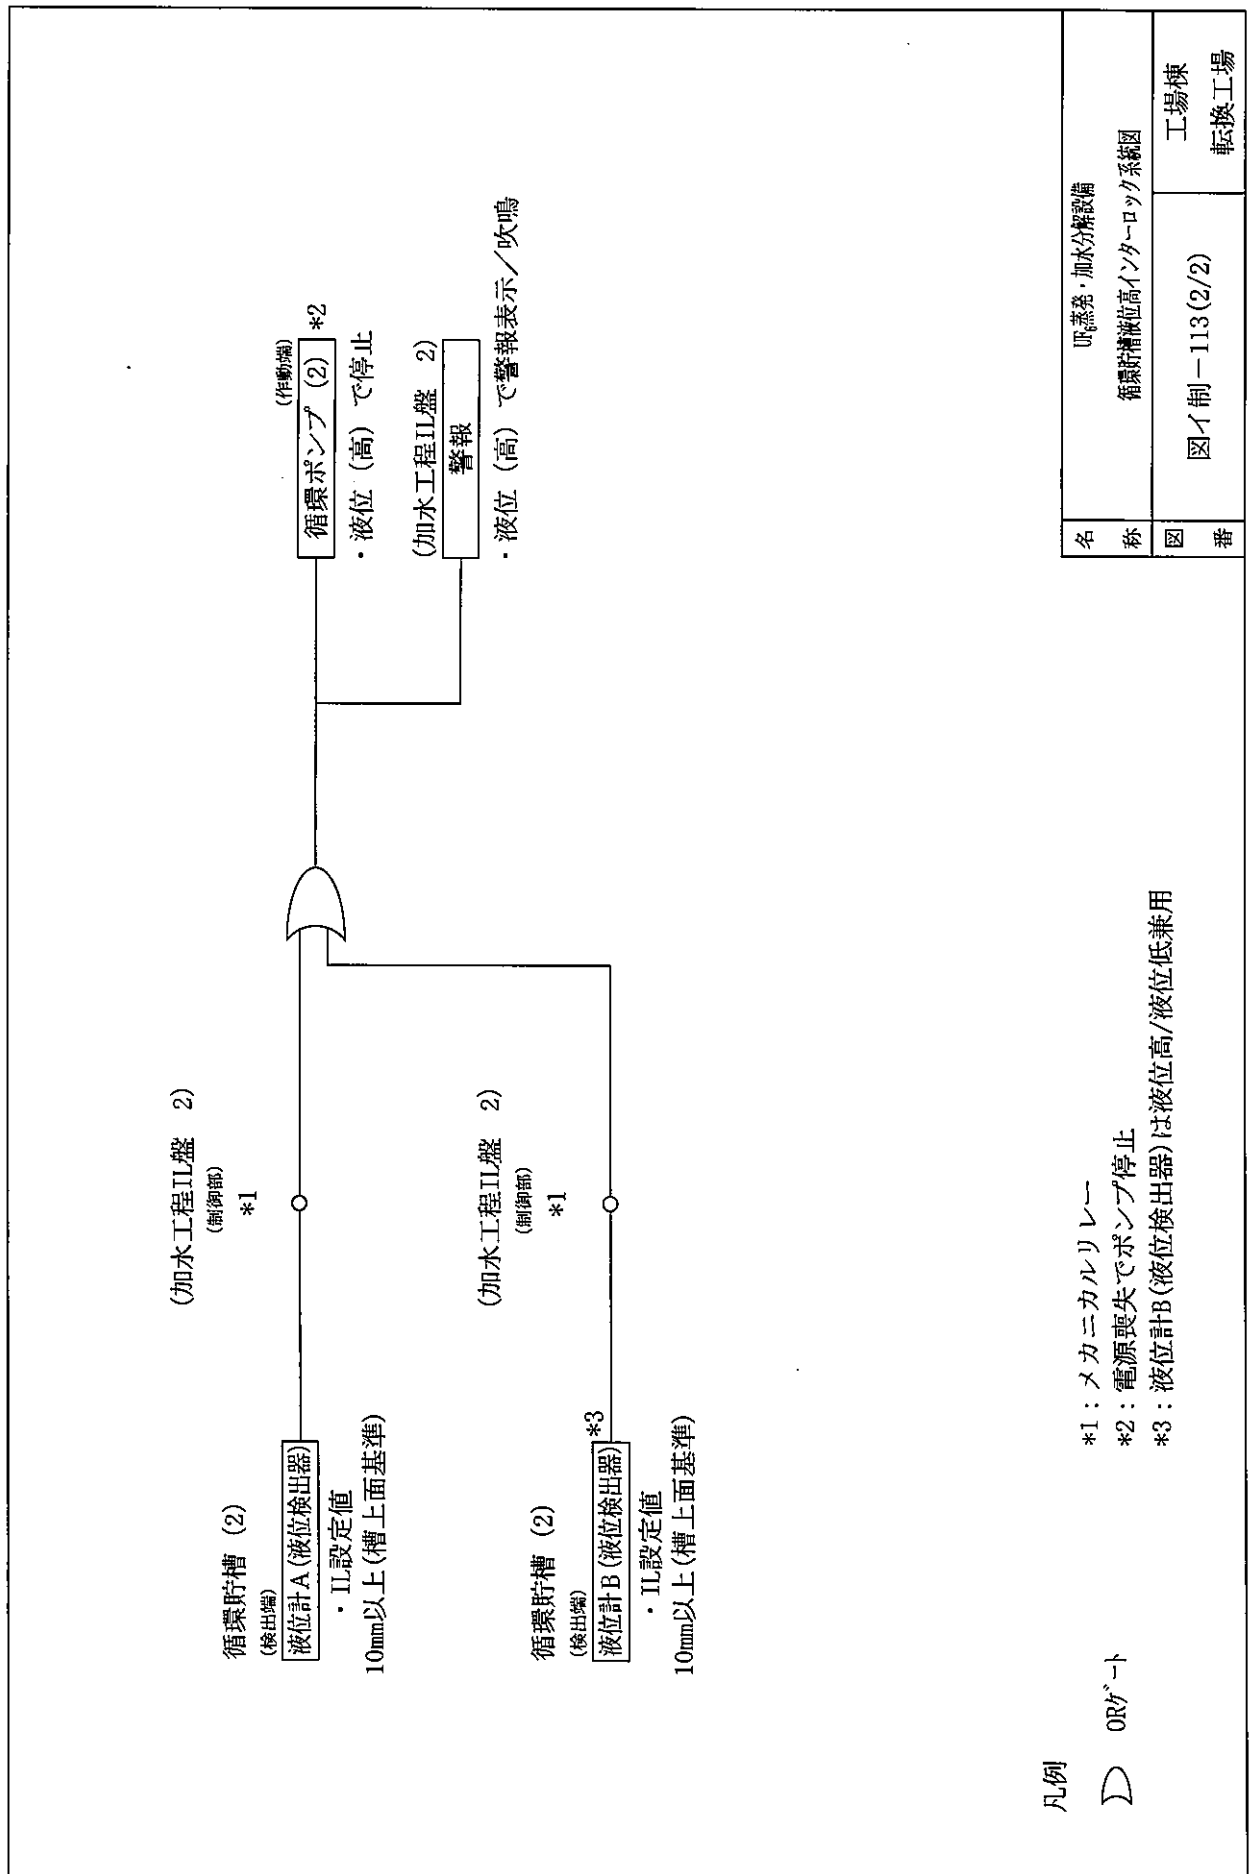 循環貯槽 (2)
(検出端)
液位計A(液位検出器)
・IL設定値
10mm以上(槽上面基準)
(加水工程IL盤 2)
(制御部)
*1
循環貯槽 (2)
(検出端)
液位計B(液位検出器) *3
・IL設定値
10mm以上(槽上面基準)
(加水工程IL盤 2)
(制御部)
*1
(作動端)
循環ポンプ (2) *2
・液位 (高) で停止
(加水工程IL盤 2)
警報
・液位 (高) で警報表示／吹鳴
凡例
ORゲート
*1：メカニカルリレー
*2：電源喪失でポンプ停止
*3：液位計B(液位検出器)は液位高/液位低兼用
名称
UF₆蒸発・加水分解設備
循環貯槽液位高インターロック系統図
図番
図イ制－113(2/2)
工場棟
転換工場